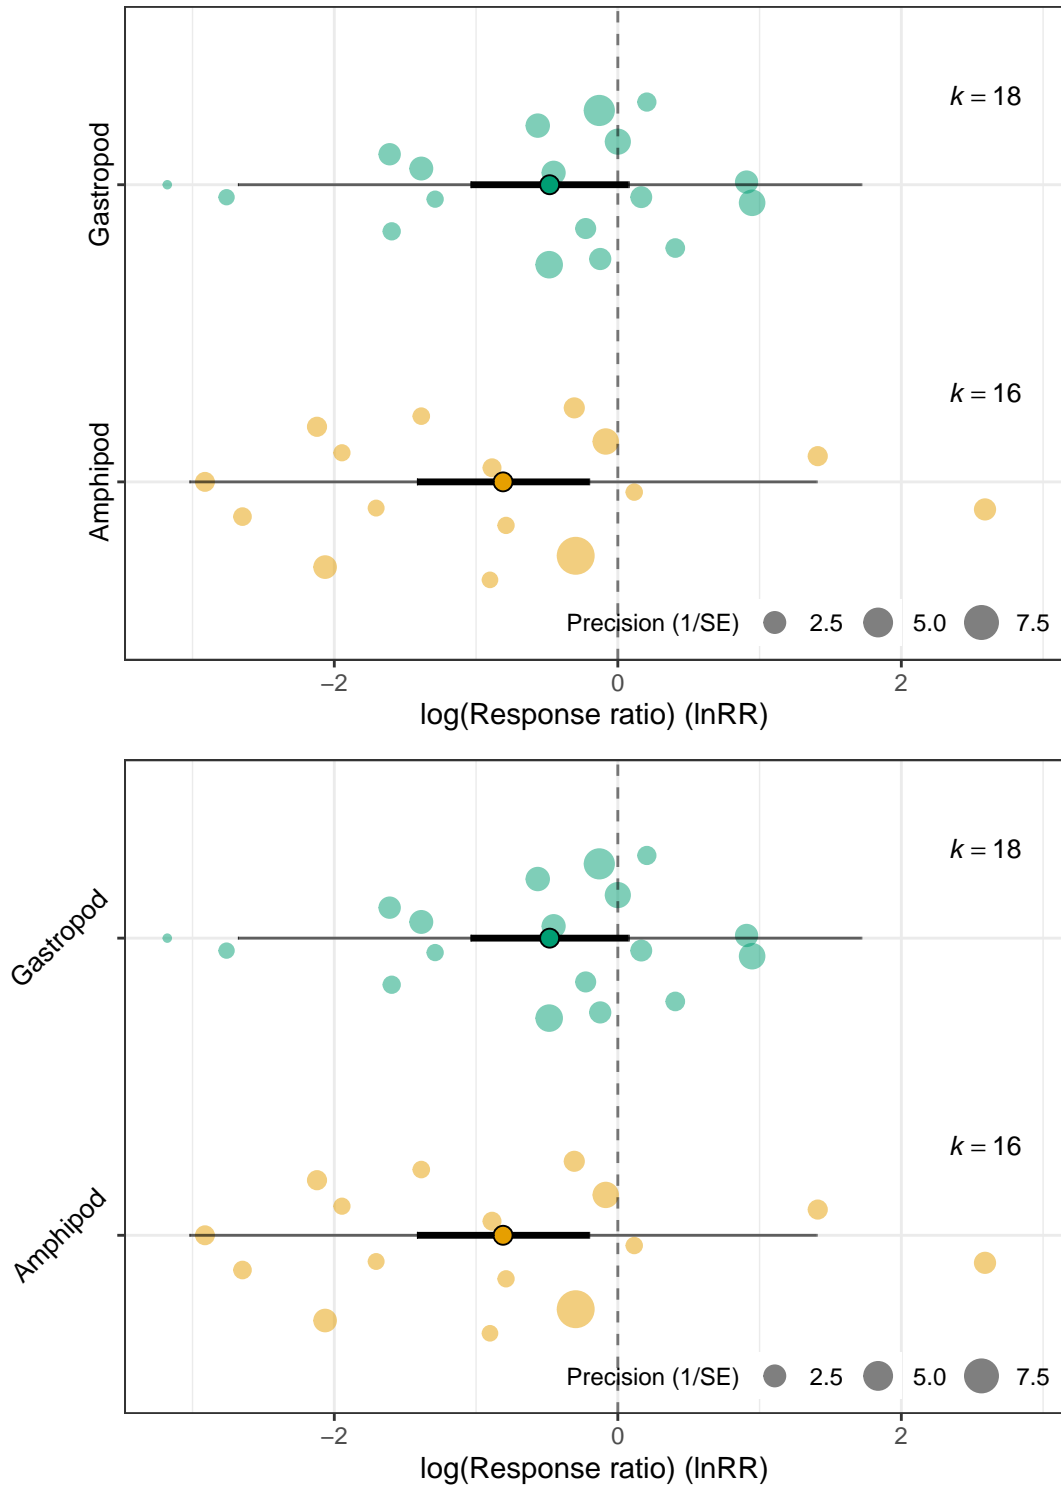 k = 18
Gastropod
k = 16
Amphipod
Precision (1/SE) 2.5 5.0 7.5
−2 0 2
log(Response ratio) (lnRR)
k = 18
Gastropod
k = 16
Amphipod
Precision (1/SE) 2.5 5.0 7.5
−2 0 2
log(Response ratio) (lnRR)